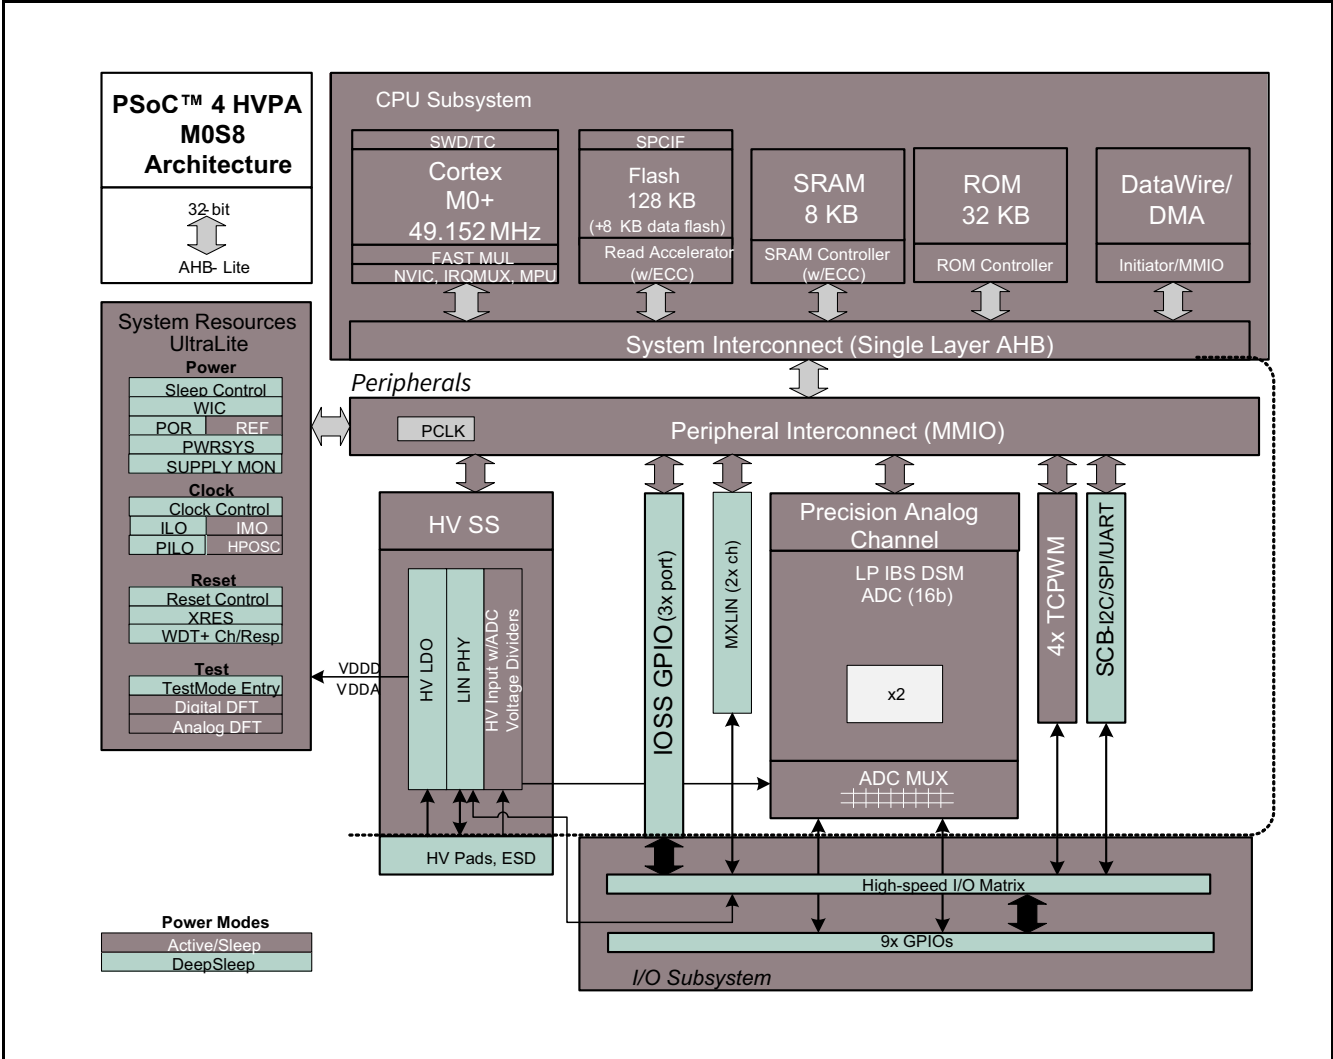 PSoC™ 4 HVPA
M0S8
Architecture
32-bit
AHB- Lite
CPU Subsystem
SWD/TC
Cortex
M0+
49.152 MHz
FAST MUL
NVIC, IRQMUX, MPU
SPCIF
Flash
128 KB
(+8 KB data flash)
Read Accelerator
(w/ECC)
SRAM
8 KB
SRAM Controller
(w/ECC)
ROM
32 KB
ROM Controller
DataWire/
DMA
Initiator/MMIO
System Interconnect (Single Layer AHB)
System Resources
UltraLite
Power
Sleep Control
WIC
POR
REF
PWRSYS
SUPPLY MON
Clock
Clock Control
ILO
IMO
PILO
HPOSC
Reset
Reset Control
XRES
WDT+ Ch/Resp
Test
TestMode Entry
Digital DFT
Analog DFT
Peripherals
PCLK
Peripheral Interconnect (MMIO)
VDDD
VDDA
HV SS
HV LDO
LIN PHY
HV Input w/ADC
Voltage Dividers
HV Pads, ESD
IOSS GPIO (3x port)
MXLIN (2x ch)
Precision Analog
Channel
LP IBS DSM
ADC (16b)
x2
ADC MUX
4x TCPWM
SCB-I2C/SPI/UART
High-speed I/O Matrix
9x GPIOs
I/O Subsystem
Power Modes
Active/Sleep
DeepSleep